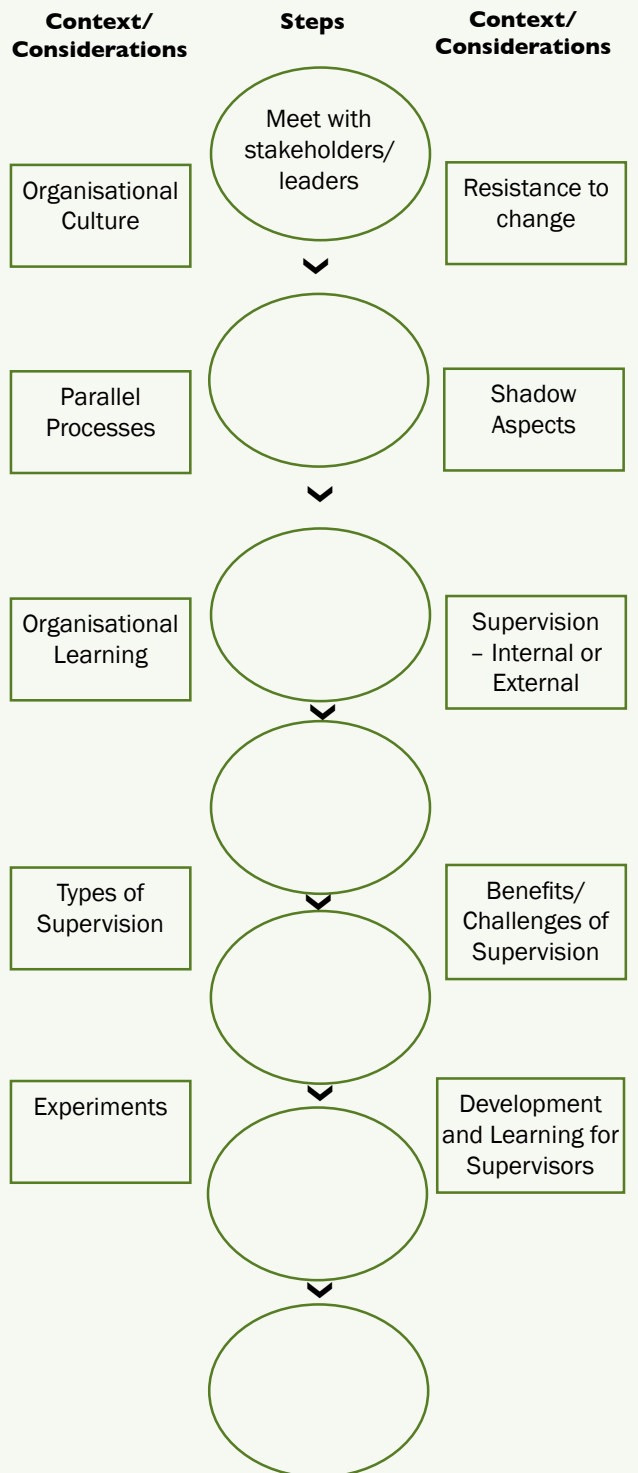 Context/
Considerations
Steps
Context/
Considerations
Meet with
stakeholders/
leaders
Organisational
Culture
Resistance to
change
Parallel
Processes
Shadow
Aspects
Organisational
Learning
Supervision
– Internal or
External
Types of
Supervision
Benefits/
Challenges of
Supervision
Experiments
Development
and Learning for
Supervisors